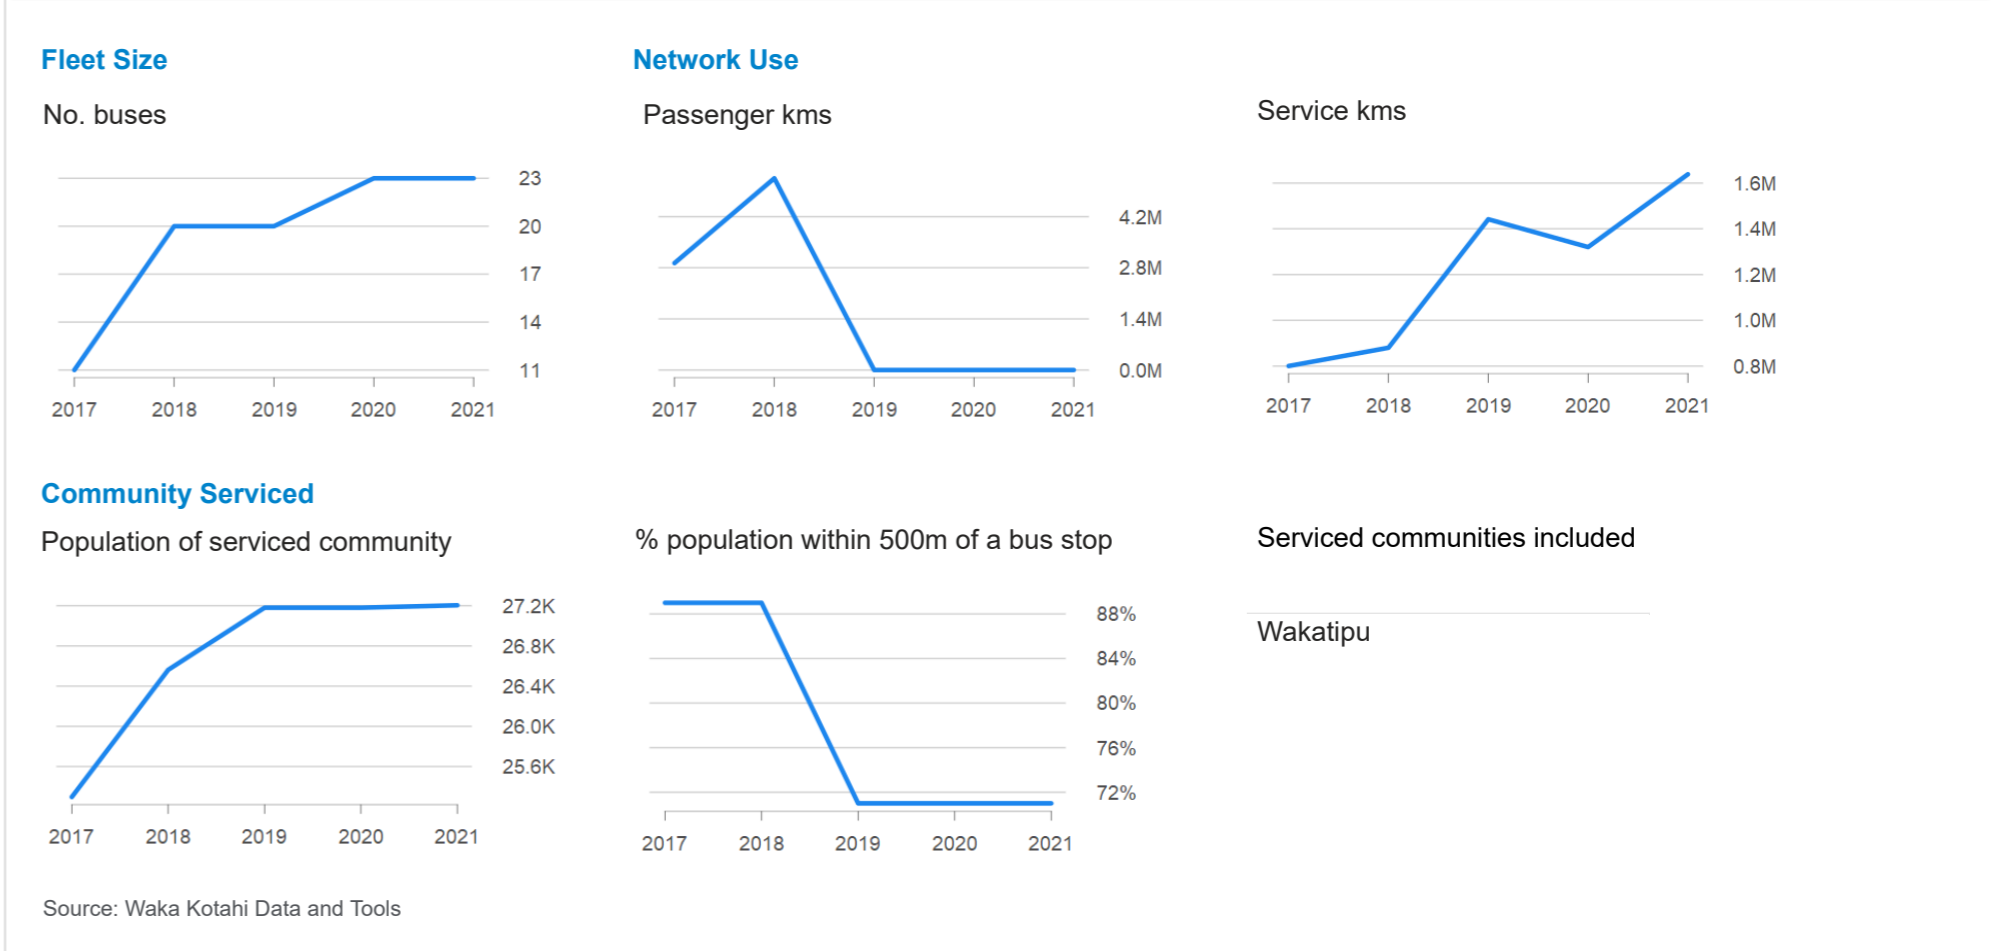 Fleet Size
No. buses
23
20
17
14
11
2017 2018 2019 2020 2021
Network Use
Passenger kms
4.2M
2.8M
1.4M
0.0M
2017 2018 2019 2020 2021
Service kms
1.6M
1.4M
1.2M
1.0M
0.8M
2017 2018 2019 2020 2021
Community Serviced
Population of serviced community
27.2K
26.8K
26.4K
26.0K
25.6K
2017 2018 2019 2020 2021
% population within 500m of a bus stop
88%
84%
80%
76%
72%
2017 2018 2019 2020 2021
Serviced communities included
Wakatipu
Source: Waka Kotahi Data and Tools